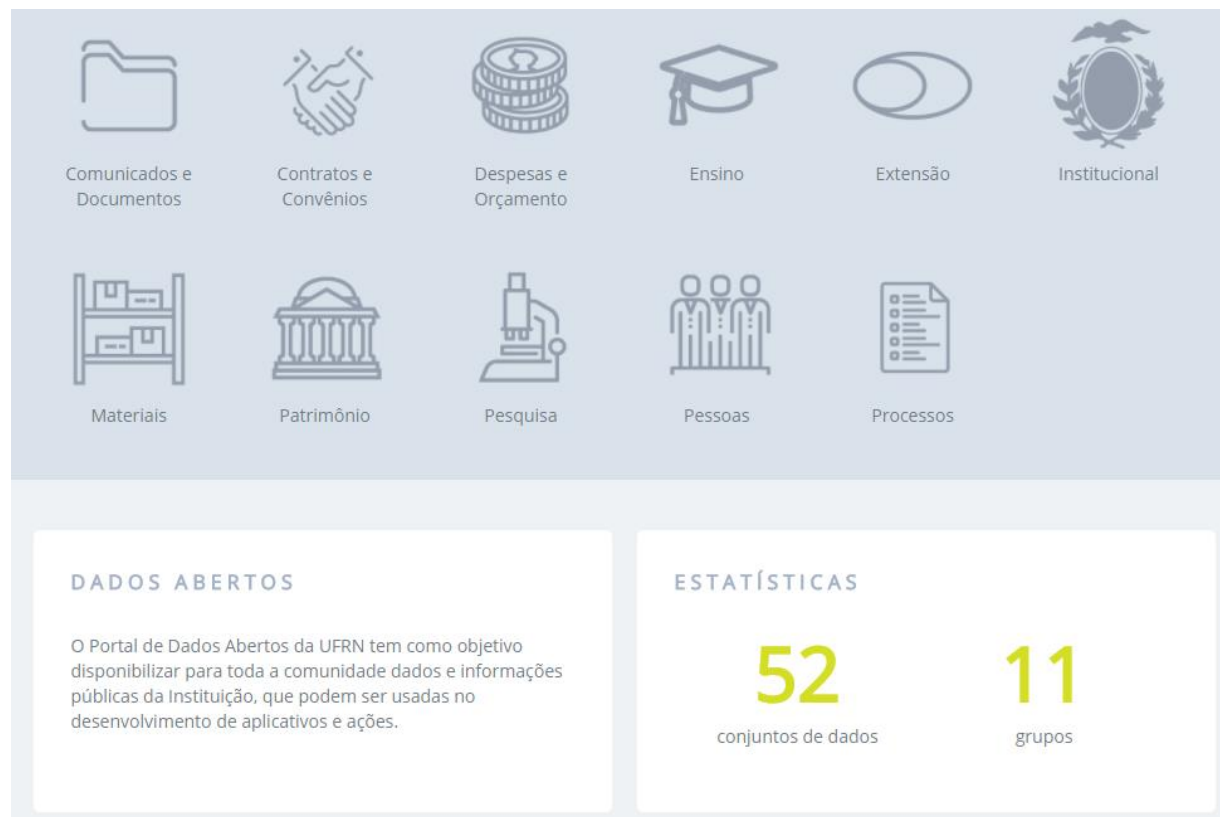 Comunicados e
Documentos
Contratos e
Convênios
Despesas e
Orçamento
Ensino
Extensão
Institucional
Materiais
Patrimônio
Pesquisa
Pessoas
Processos
DADOS ABERTOS
O Portal de Dados Abertos da UFRN tem como objetivo
disponibilizar para toda a comunidade dados e informações
públicas da Instituição, que podem ser usadas no
desenvolvimento de aplicativos e ações.
ESTATÍSTICAS
52
conjuntos de dados
11
grupos